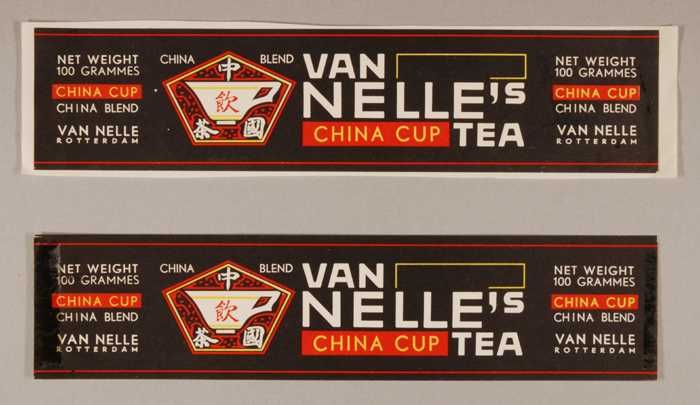 NET WEIGHT
100 GRAMMES
CHINA CUP
CHINA BLEND
VAN NELLE
ROTTERDAM
CHINA BLEND
中
飲
茶 國
VAN
NELLE's
CHINA CUP TEA
NET WEIGHT
100 GRAMMES
CHINA CUP
CHINA BLEND
VAN NELLE
ROTTERDAM
NET WEIGHT
100 GRAMMES
CHINA CUP
CHINA BLEND
VAN NELLE
ROTTERDAM
CHINA BLEND
中
飲
茶 國
VAN
NELLE's
CHINA CUP TEA
NET WEIGHT
100 GRAMMES
CHINA CUP
CHINA BLEND
VAN NELLE
ROTTERDAM